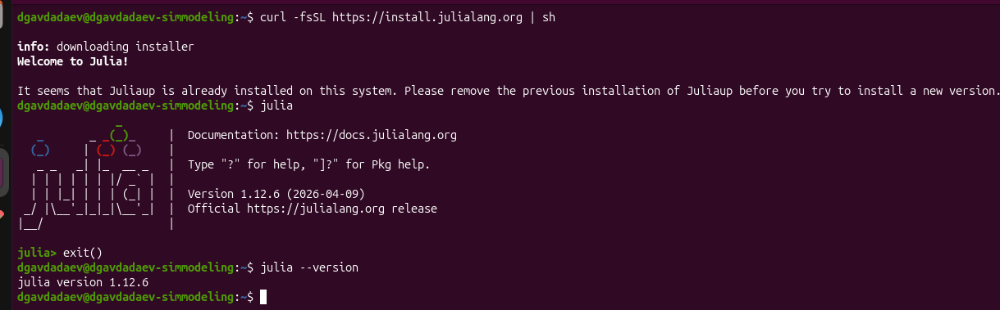 dgavdadaev@dgavdadaev-simmodeling:~$ curl -fsSL https://install.julialang.org | sh
info: downloading installer
Welcome to Julia!
It seems that Juliaup is already installed on this system. Please remove the previous installation of Juliaup before you try to install a new version.
dgavdadaev@dgavdadaev-simmodeling:~$ julia
               _
   _       _ _(_)_     |  Documentation: https://docs.julialang.org
  (_)     | (_) (_)    |
   _ _   _| |_  __ _   |  Type "?" for help, "]?" for Pkg help.
  | | | | | | |/ _` |  |
  | | |_| | | | (_| |  |  Version 1.12.6 (2026-04-09)
 _/ |\__'_|_|_|\__'_|  |  Official https://julialang.org release
|__/                   |
julia> exit()
dgavdadaev@dgavdadaev-simmodeling:~$ julia --version
julia version 1.12.6
dgavdadaev@dgavdadaev-simmodeling:~$